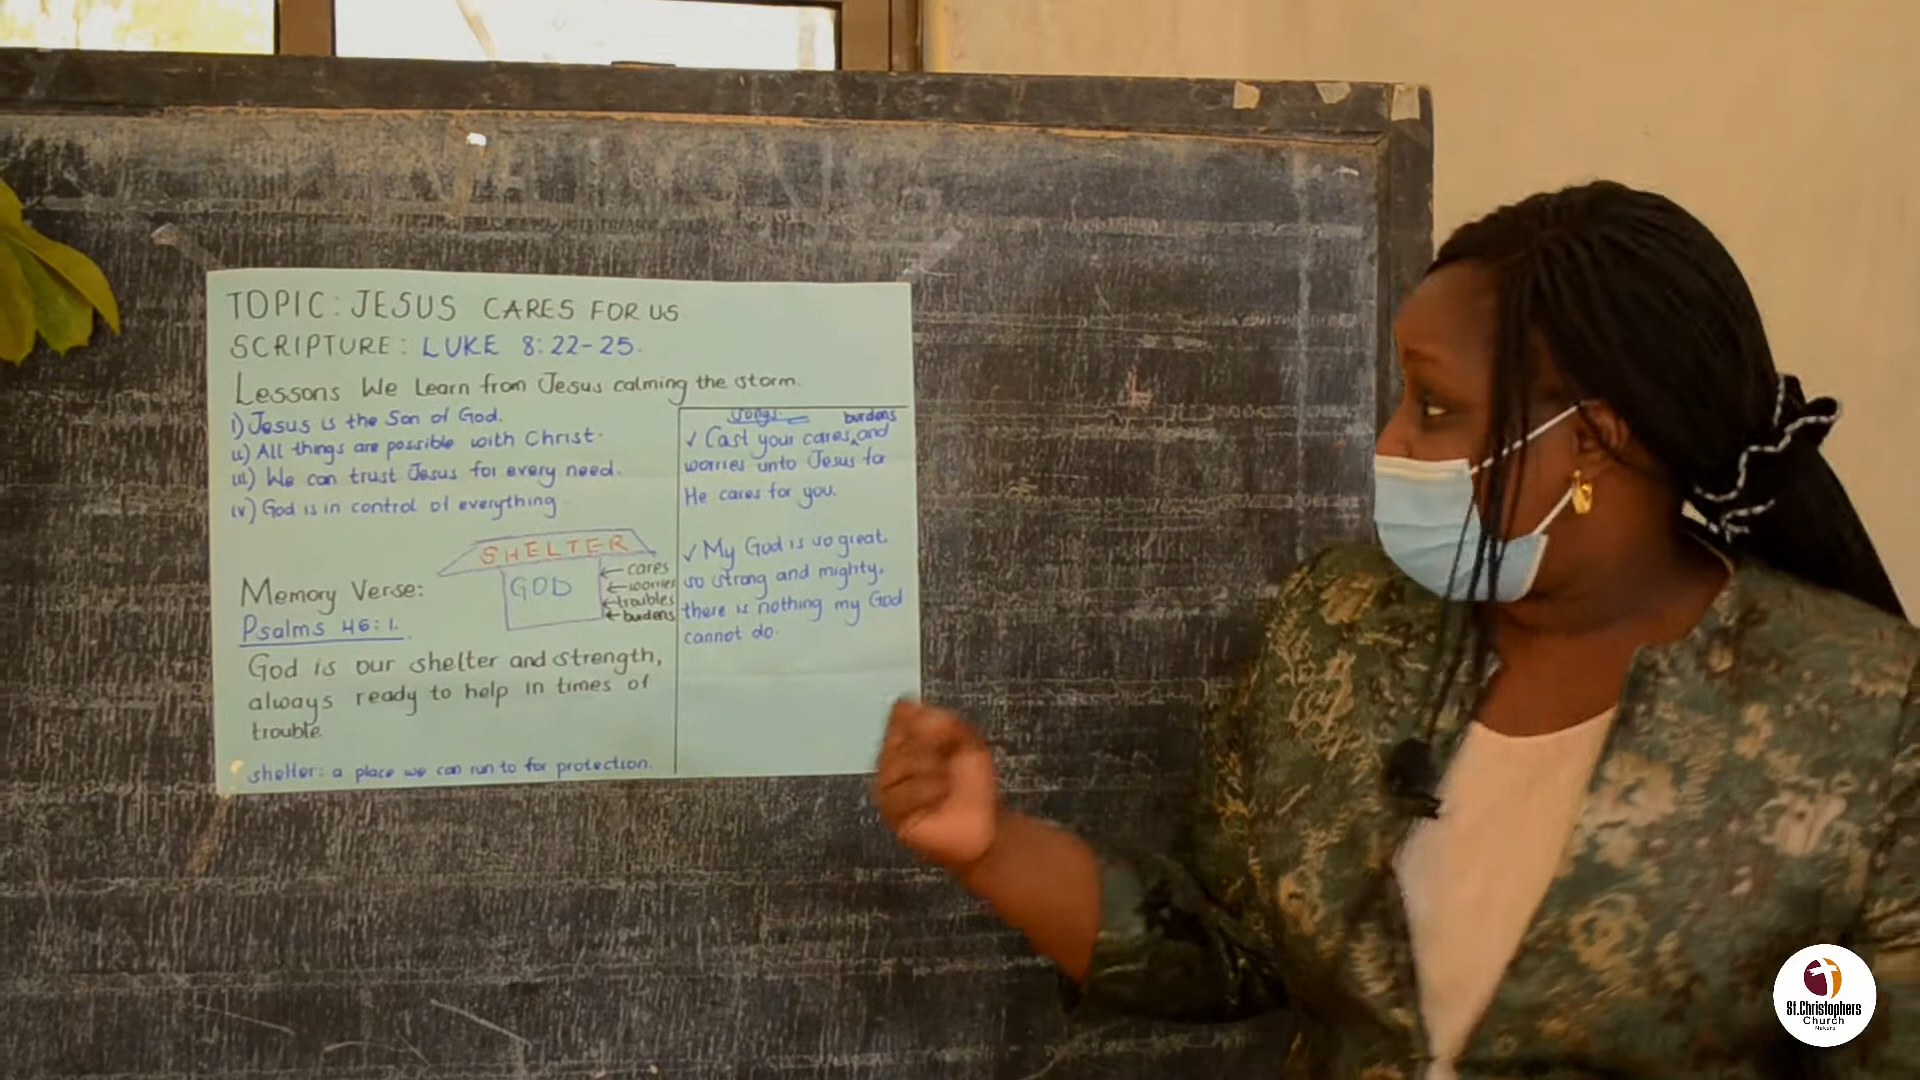 TOPIC: JESUS CARES FOR US
SCRIPTURE: LUKE 8:22-25.
Lessons We Learn from Jesus calming the storm.
i) Jesus is the Son of God.
ii) All things are possible with Christ.
iii) We can trust Jesus for every need.
iv) God is in control of everything
SHELTER
GOD
cares
worries
troubles
burdens
Memory Verse:
Psalms 46:1.
God is our shelter and strength,
always ready to help in times of
trouble.
shelter: a place we can run to for protection.
Songs:
burdens
✓ Cast your cares, and
worries unto Jesus for
He cares for you.
✓ My God is so great
so strong and mighty,
there is nothing my God
cannot do.
St.Christophers
Church
Nakuru